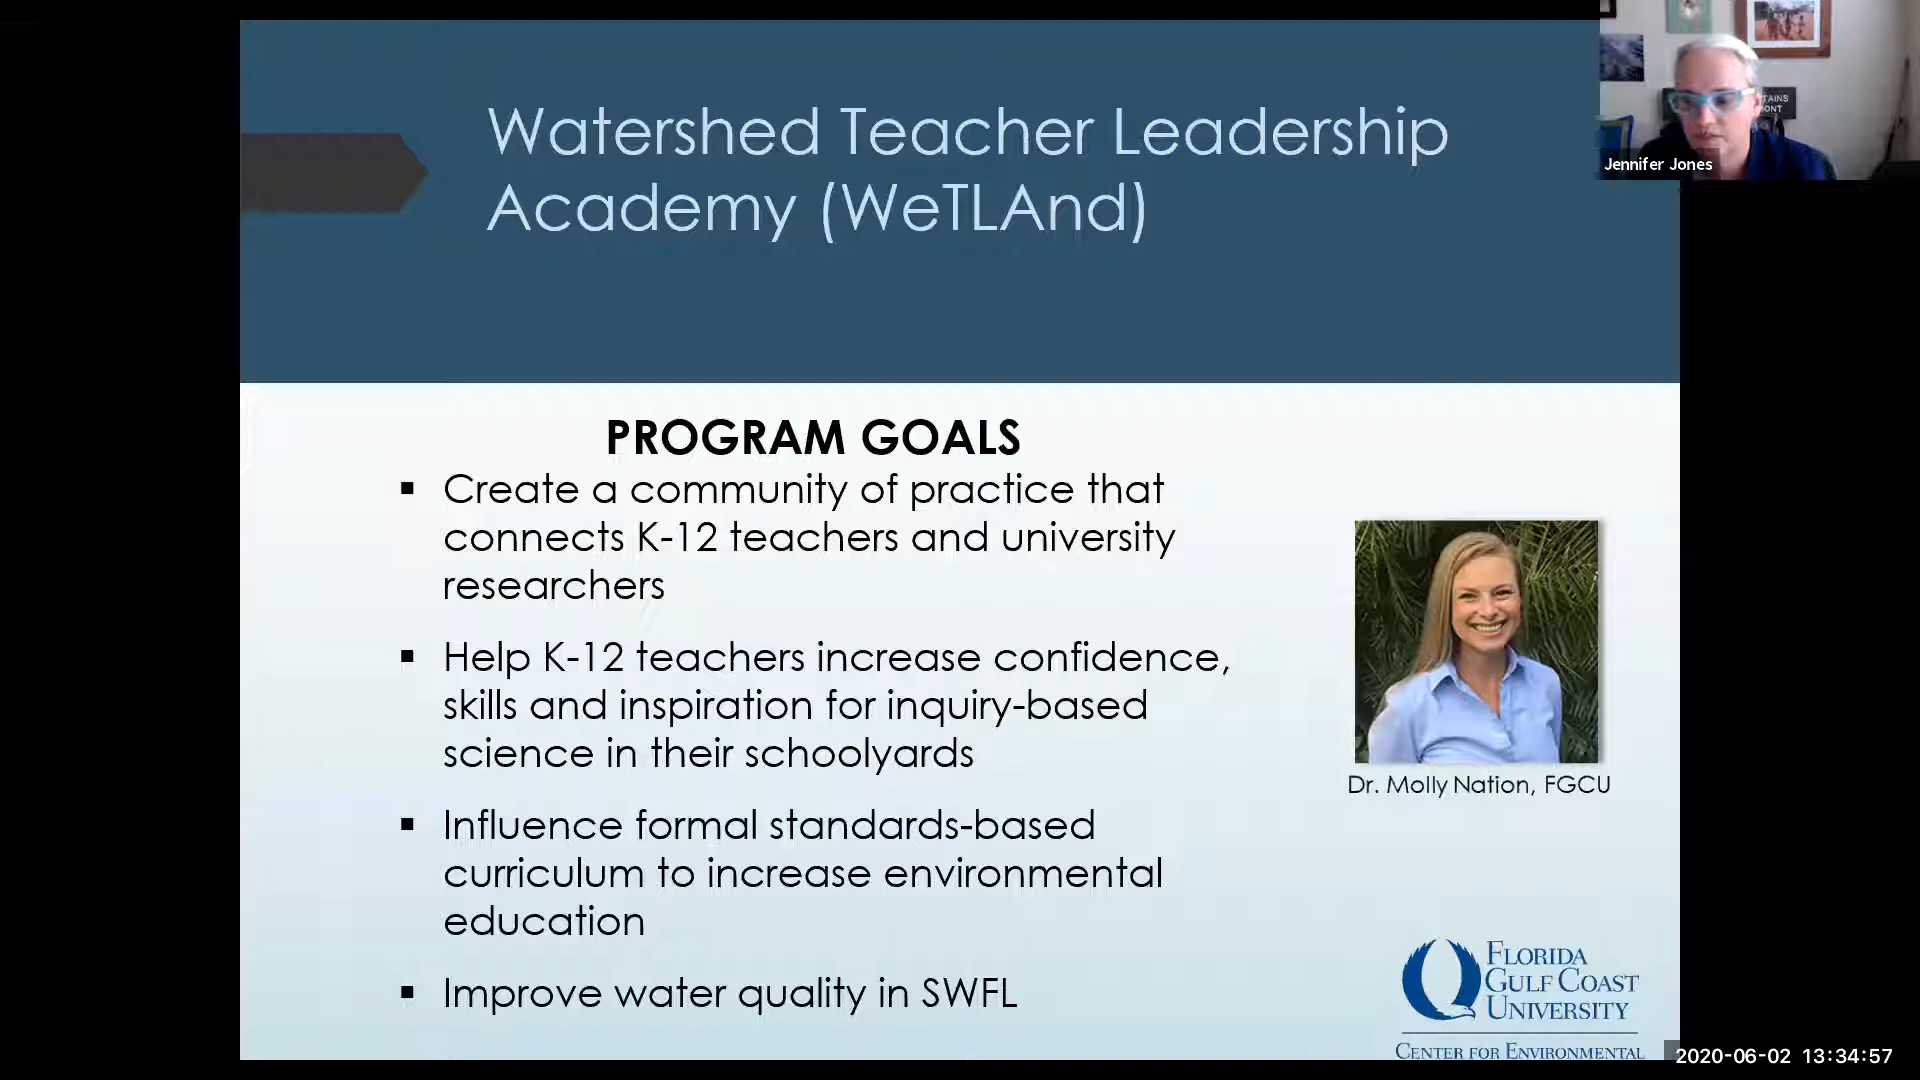 Watershed Teacher Leadership
Academy (WeTLAnd)
TAINS
ONT
Jennifer Jones
PROGRAM GOALS
▪ Create a community of practice that
connects K-12 teachers and university
researchers
▪ Help K-12 teachers increase confidence,
skills and inspiration for inquiry-based
science in their schoolyards
▪ Influence formal standards-based
curriculum to increase environmental
education
▪ Improve water quality in SWFL
Dr. Molly Nation, FGCU
FLORIDA
GULF COAST
UNIVERSITY
CENTER FOR ENVIRONMENTAL
2020-06-02 13:34:57